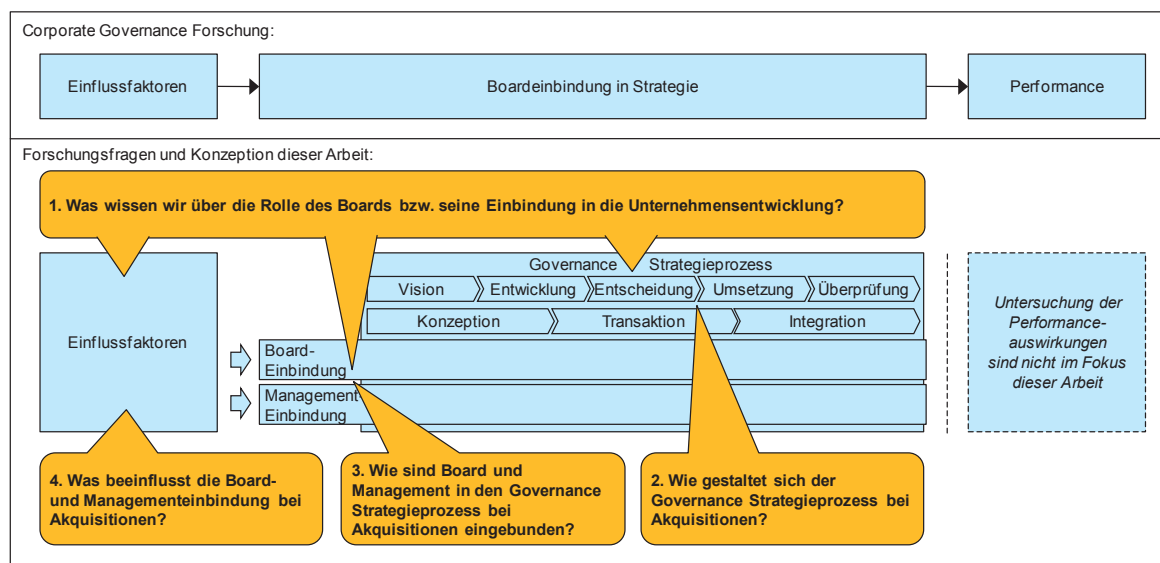 Corporate Governance Forschung:
Einflussfaktoren
Boardeinbindung in Strategie
Performance
Forschungsfragen und Konzeption dieser Arbeit:
1. Was wissen wir über die Rolle des Boards bzw. seine Einbindung in die Unternehmensentwicklung?
Governance Strategieprozess
Vision
Entwicklung
Entscheidung
Umsetzung
Überprüfung
Konzeption
Transaktion
Integration
Einflussfaktoren
Board-
Einbindung
Management
Einbindung
Untersuchung der
Performance-
auswirkungen
sind nicht im Fokus
dieser Arbeit
4. Was beeinflusst die Board-
und Managementeinbindung bei
Akquisitionen?
3. Wie sind Board und
Management in den Governance
Strategieprozess bei
Akquisitionen eingebunden?
2. Wie gestaltet sich der
Governance Strategieprozess bei
Akquisitionen?